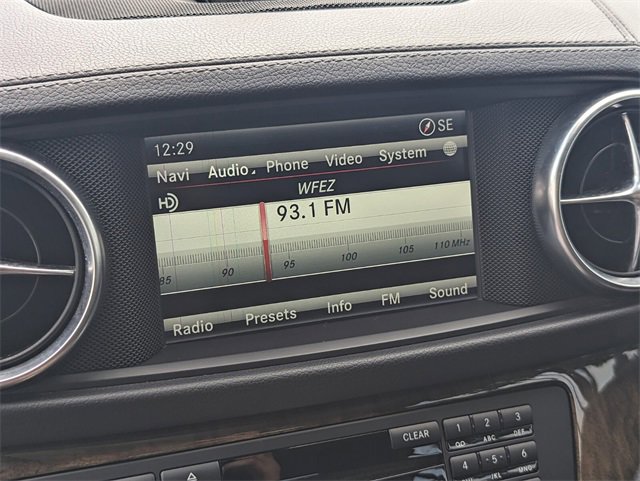 12:29 SE
Navi Audio Phone Video System
WFEZ
HD 93.1 FM
85 90 95 100 105 110 MHz
Radio Presets Info FM Sound
CLEAR 1 2 ABC 3 DEF
4 5 JKL 6 MNO